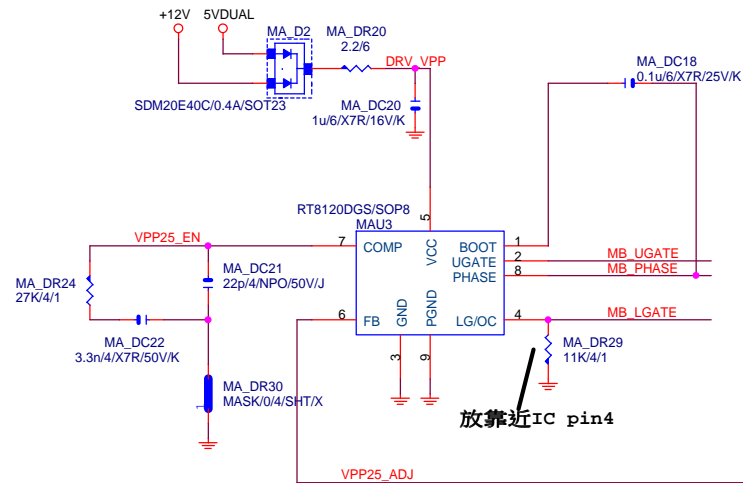 +12V
5VDUAL
MA_D2
MA_DR20
2.2/6
DRV_VPP
SDM20E40C/0.4A/SOT23
MA_DC20
1u/6/X7R/16V/K
MA_DC18
0.1u/6/X7R/25V/K
RT8120DGS/SOP8
MAU3
VPP25_EN
5
VCC
7
COMP
BOOT
1
UGATE
2
MB_UGATE
PHASE
8
MB_PHASE
MA_DC21
22p/4/NPO/50V/J
MA_DR24
27K/4/1
MA_DC22
3.3n/4/X7R/50V/K
6
FB
GND
PGND
LG/OC
4
MB_LGATE
3
9
MA_DR29
11K/4/1
MA_DR30
MASK/0/4/SHT/X
1
放靠近IC pin4
VPP25_ADJ